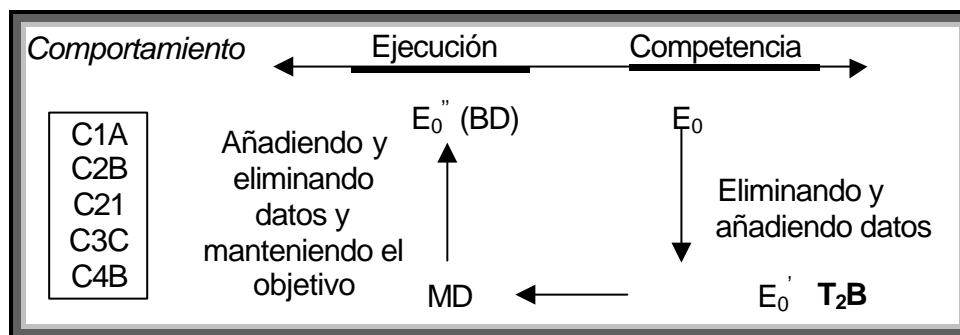 Comportamiento
Ejecución
Competencia
C1A
C2B
C21
C3C
C4B
Añadiendo y
eliminando
datos y
manteniendo el
objetivo
E₀’’ (BD)
E₀
Eliminando y
añadiendo datos
MD
E₀’ T₂B